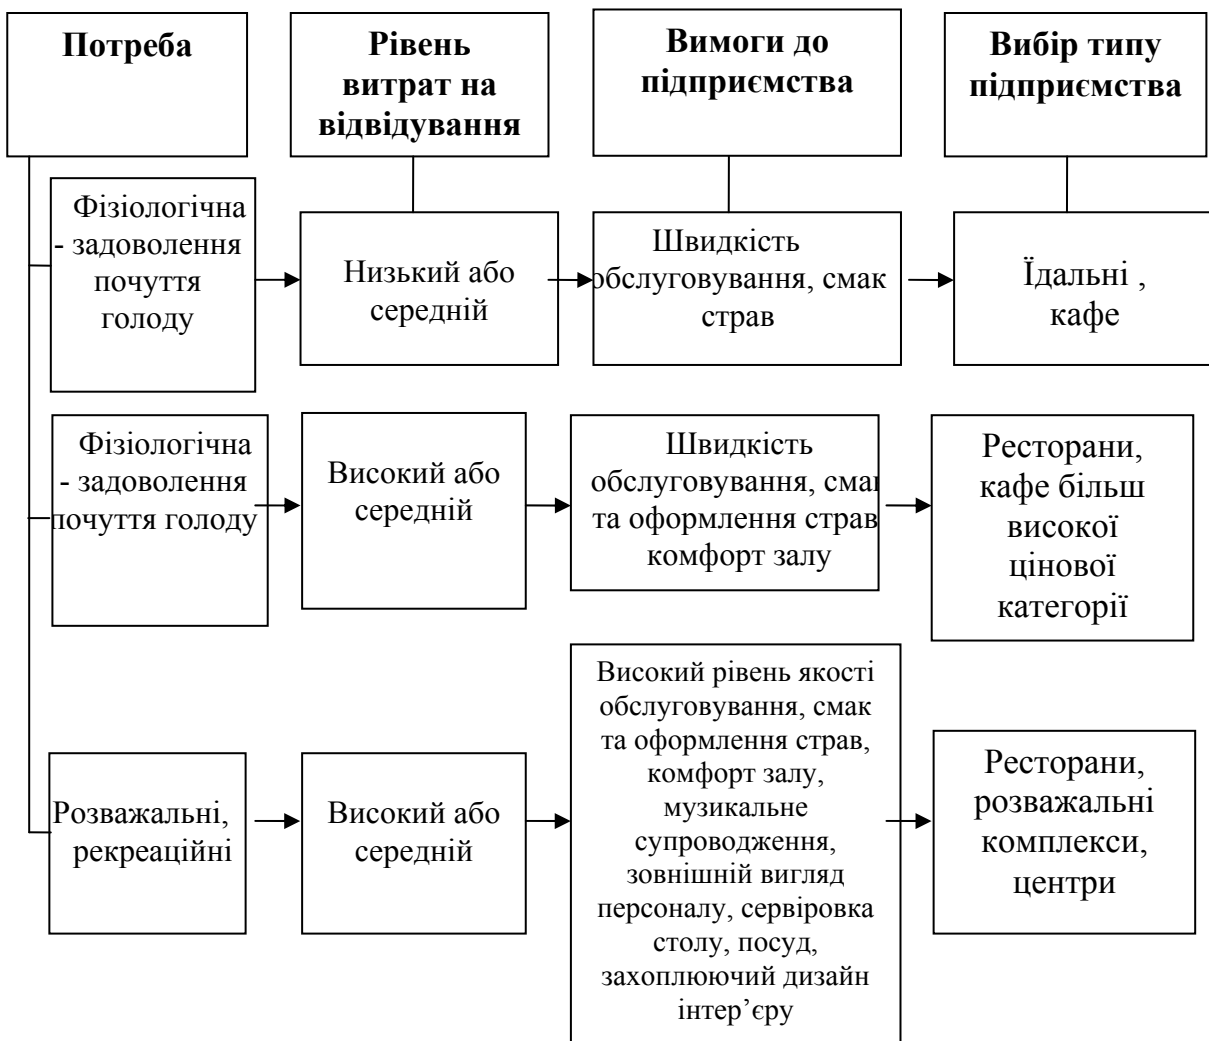 Потреба
Рівень
витрат на
відвідування
Вимоги до
підприємства
Вибір типу
підприємства
Фізіологічна
- задоволення
почуття
голоду
Низький або
середній
Швидкість
обслуговування, смак
страв
Їдальні ,
кафе
Фізіологічна
- задоволення
почуття голоду
Високий або
середній
Швидкість
обслуговування, смак
та оформлення страв
комфорт залу
Ресторани,
кафе більш
високої
цінової
категорії
Розважальні,
рекреаційні
Високий або
середній
Високий рівень якості
обслуговування, смак
та оформлення страв,
комфорт залу,
музикальне
супроводження,
зовнішній вигляд
персоналу, сервіровка
столу, посуд,
захоплюючий дизайн
інтер’єру
Ресторани,
розважальні
комплекси,
центри